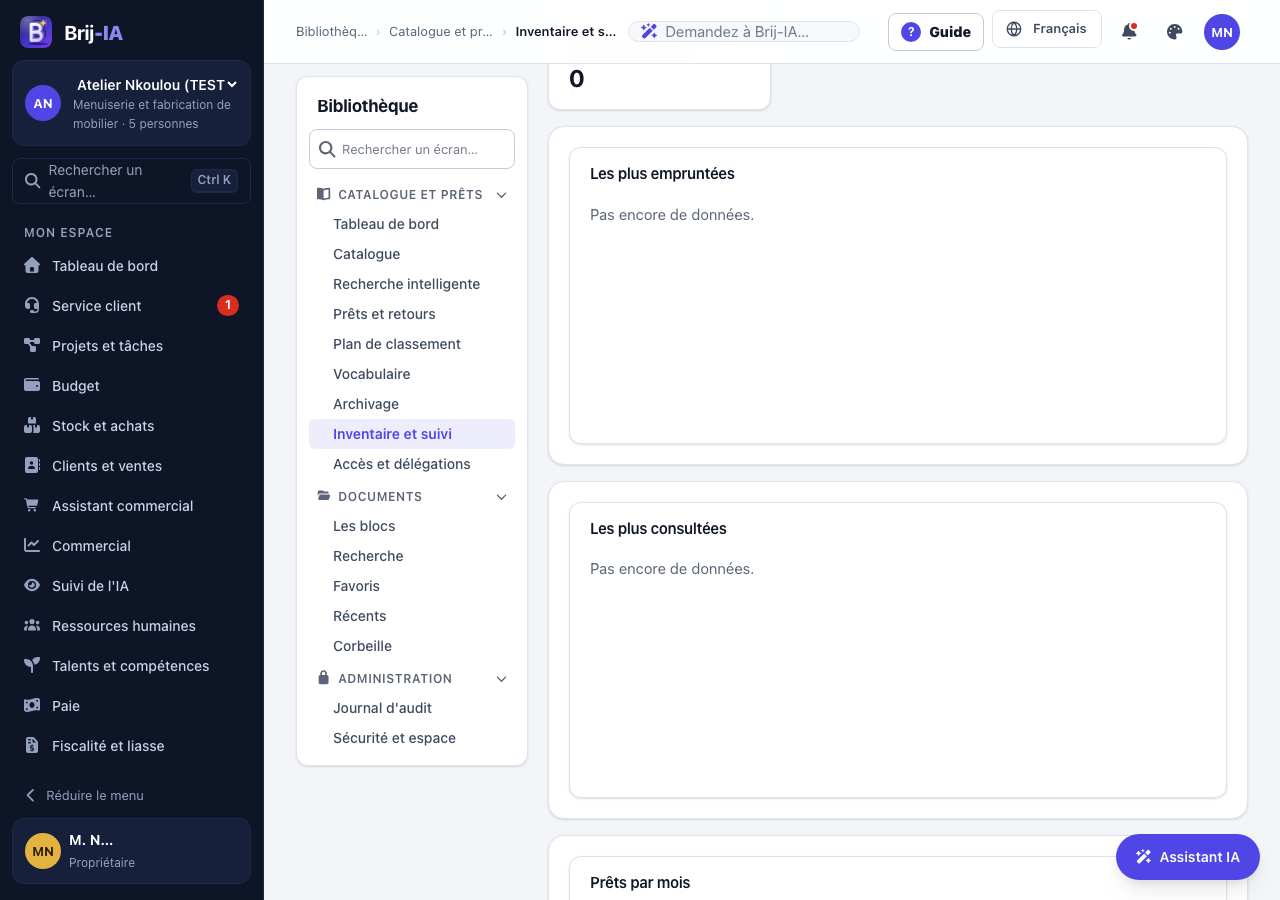 Brij-IA
AN
Atelier Nkoulou (TEST
Menuiserie et fabrication de
mobilier · 5 personnes
Rechercher un
écran...
Ctrl K
MON ESPACE
Tableau de bord
Service client
1
Projets et tâches
Budget
Stock et achats
Clients et ventes
Assistant commercial
Commercial
Suivi de l'IA
Ressources humaines
Talents et compétences
Paie
Fiscalité et liasse
Réduire le menu
MN
M. N...
Propriétaire
Bibliothèq... › Catalogue et pr... › Inventaire et s...
Demandez à Brij-IA...
? Guide
Français
MN
Bibliothèque
Rechercher un écran...
CATALOGUE ET PRÊTS
Tableau de bord
Catalogue
Recherche intelligente
Prêts et retours
Plan de classement
Vocabulaire
Archivage
Inventaire et suivi
Accès et délégations
DOCUMENTS
Les blocs
Recherche
Favoris
Récents
Corbeille
ADMINISTRATION
Journal d'audit
Sécurité et espace
0
Les plus empruntées
Pas encore de données.
Les plus consultées
Pas encore de données.
Prêts par mois
Assistant IA